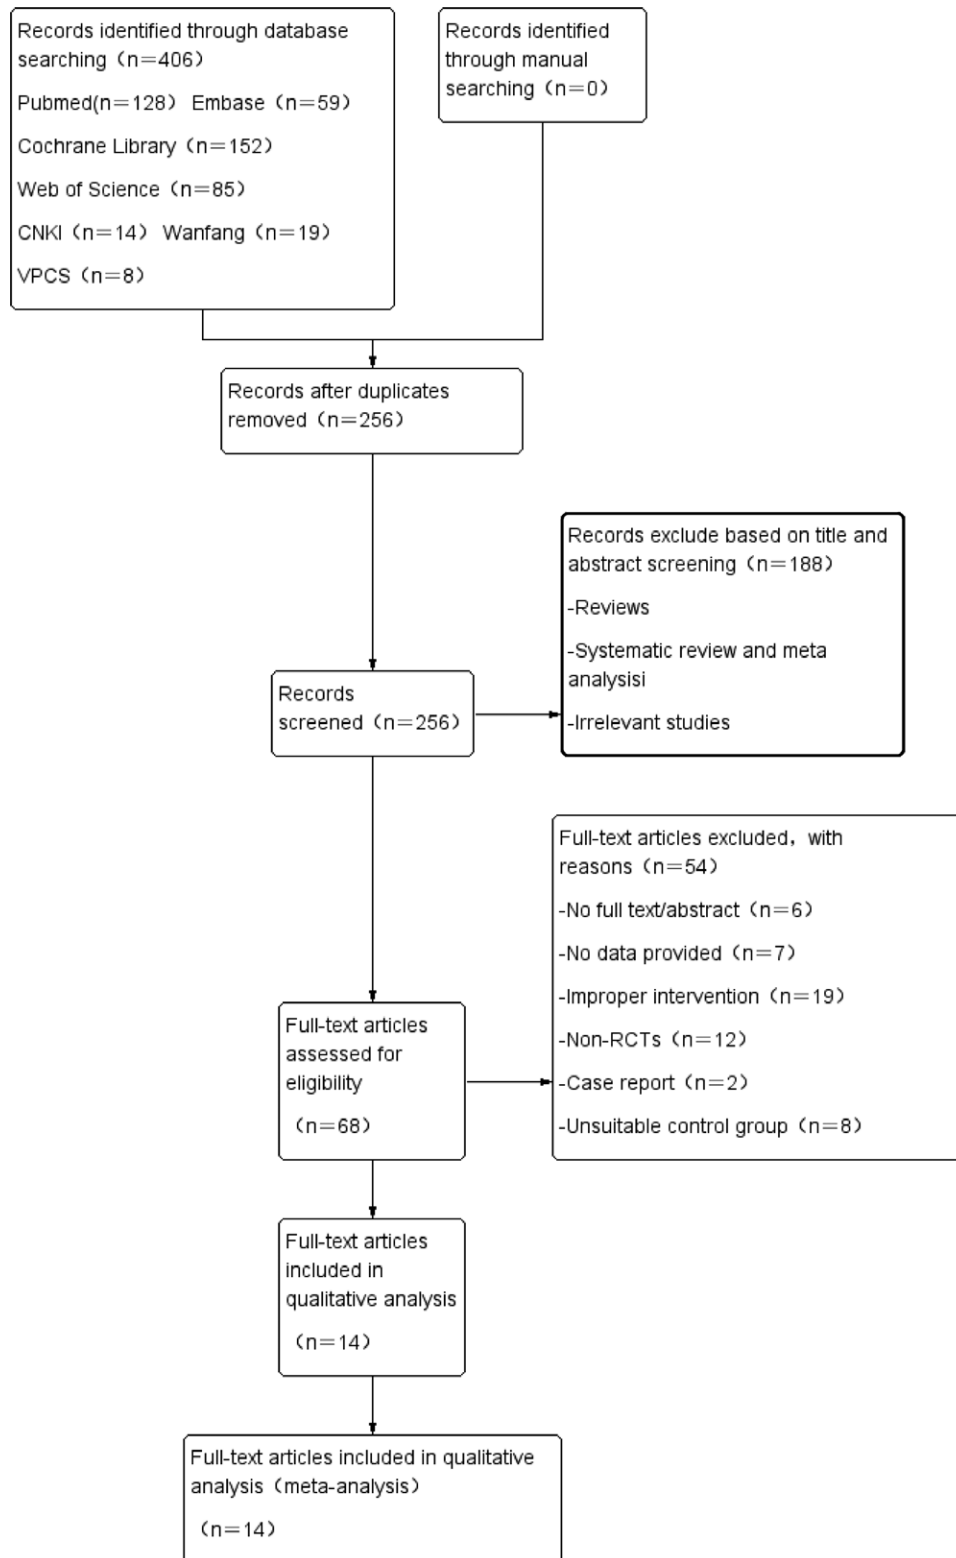 Records identified through database
searching（n＝406）
Pubmed(n＝128） Embase（n＝59）
Cochrane Library（n＝152）
Web of Science（n＝85）
CNKI（n＝14） Wanfang（n＝19）
VPCS（n＝8）
Records identified
through manual
searching（n＝0）
Records after duplicates
removed（n＝256）
Records exclude based on title and
abstract screening（n＝188）
-Reviews
-Systematic review and meta
analysisi
-Irrelevant studies
Records
screened（n＝256）
Full-text articles excluded，with
reasons（n＝54）
-No full text/abstract（n＝6）
-No data provided（n＝7）
-Improper intervention（n＝19）
-Non-RCTs（n＝12）
-Case report（n＝2）
-Unsuitable control group（n＝8）
Full-text articles
assessed for
eligibility
（n＝68）
Full-text articles
included in
qualitative analysis
（n＝14）
Full-text articles included in qualitative
analysis（meta-analysis）
（n＝14）